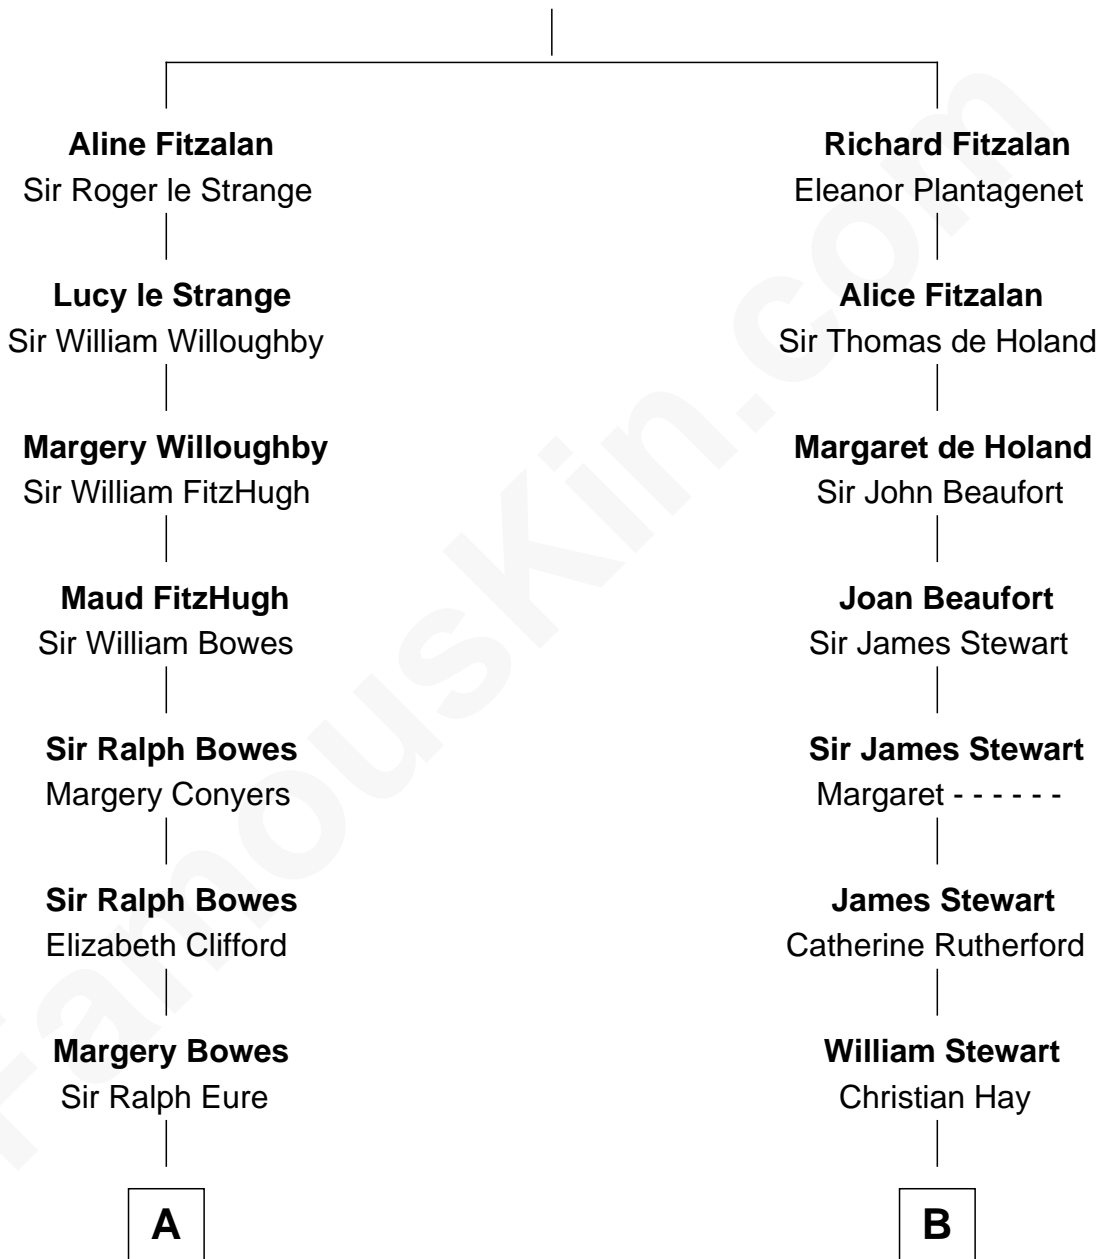 Aline Fitzalan
Sir Roger le Strange
Lucy le Strange
Sir William Willoughby
Margery Willoughby
Sir William FitzHugh
Maud FitzHugh
Sir William Bowes
Sir Ralph Bowes
Margery Conyers
Sir Ralph Bowes
Elizabeth Clifford
Margery Bowes
Sir Ralph Eure
A
Richard Fitzalan
Eleanor Plantagenet
Alice Fitzalan
Sir Thomas de Holand
Margaret de Holand
Sir John Beaufort
Joan Beaufort
Sir James Stewart
Sir James Stewart
Margaret - - - - - -
James Stewart
Catherine Rutherford
William Stewart
Christian Hay
B
FamousKin.com